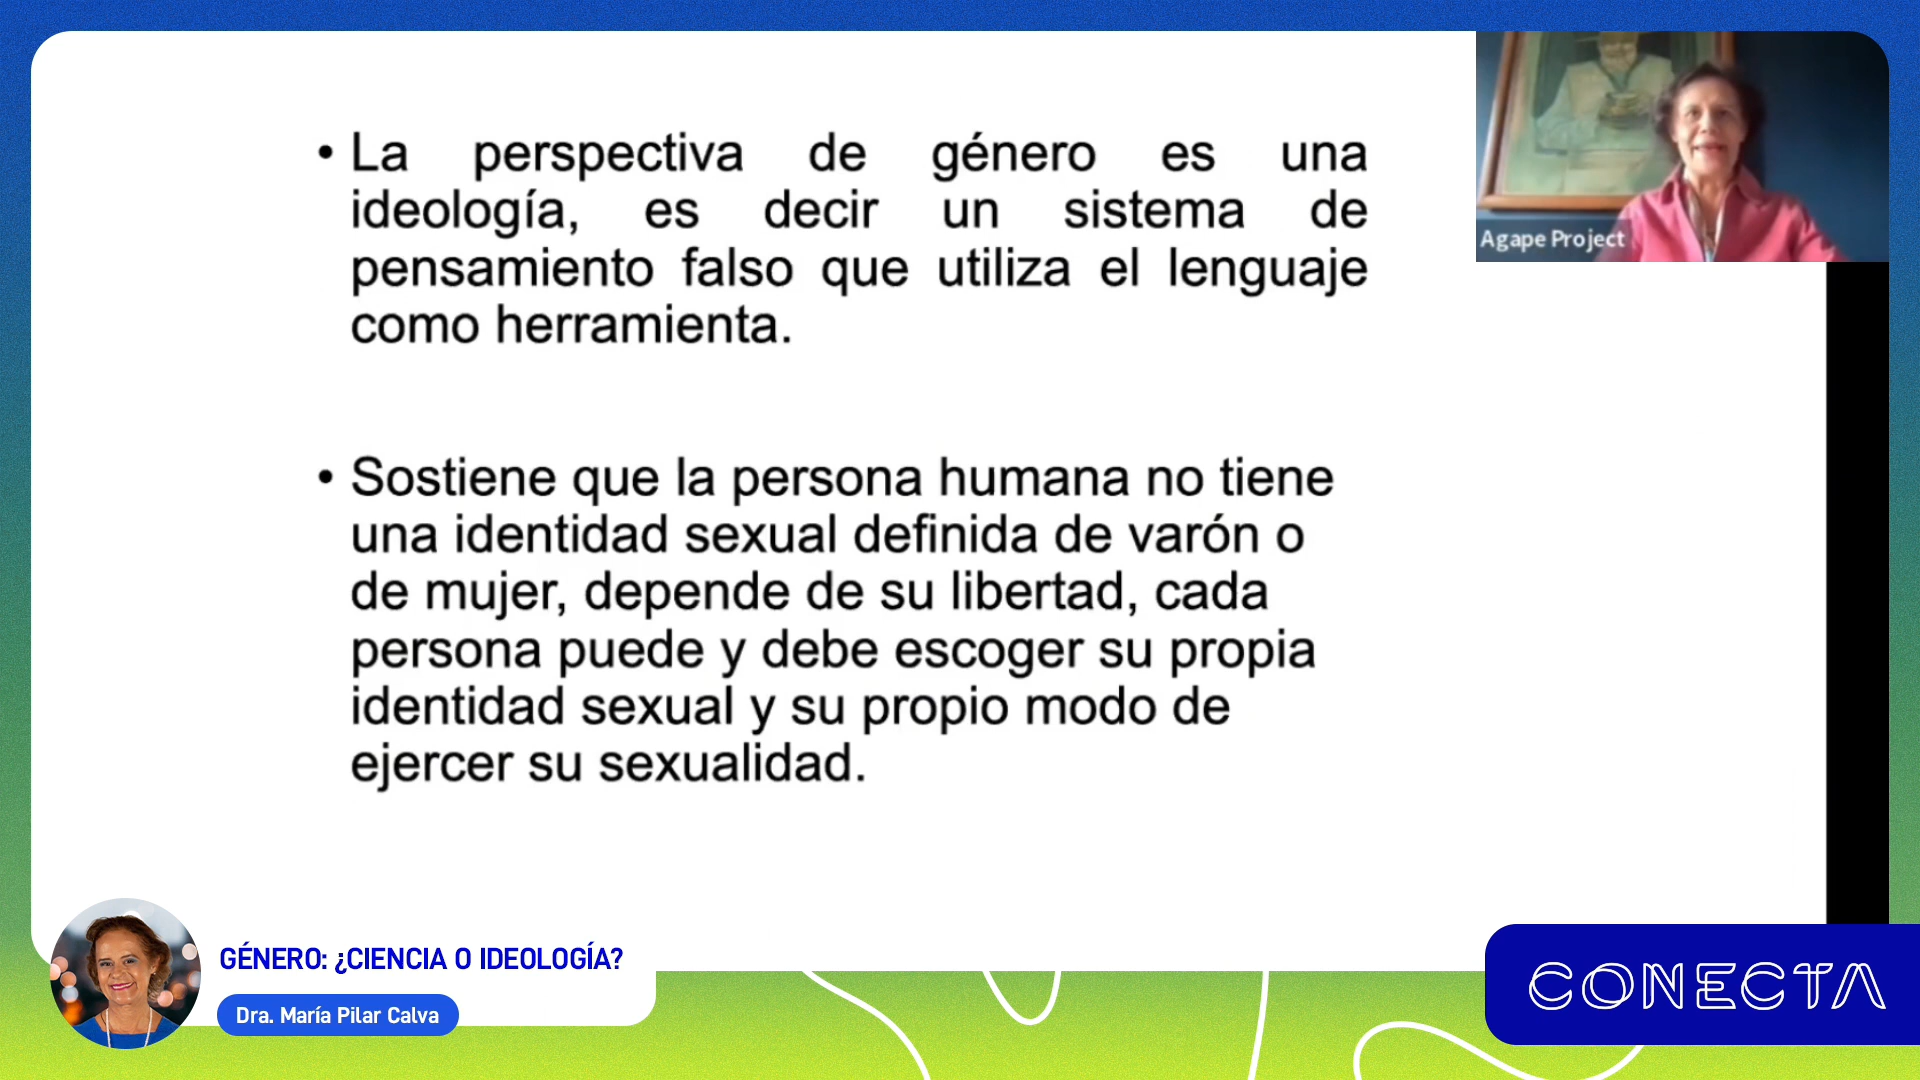 • La perspectiva de género es una
ideología, es decir un sistema de
pensamiento falso que utiliza el lenguaje
como herramienta.
• Sostiene que la persona humana no tiene
una identidad sexual definida de varón o
de mujer, depende de su libertad, cada
persona puede y debe escoger su propia
identidad sexual y su propio modo de
ejercer su sexualidad.
Agape Project
GÉNERO: ¿CIENCIA O IDEOLOGÍA?
Dra. María Pilar Calva
CONECTA